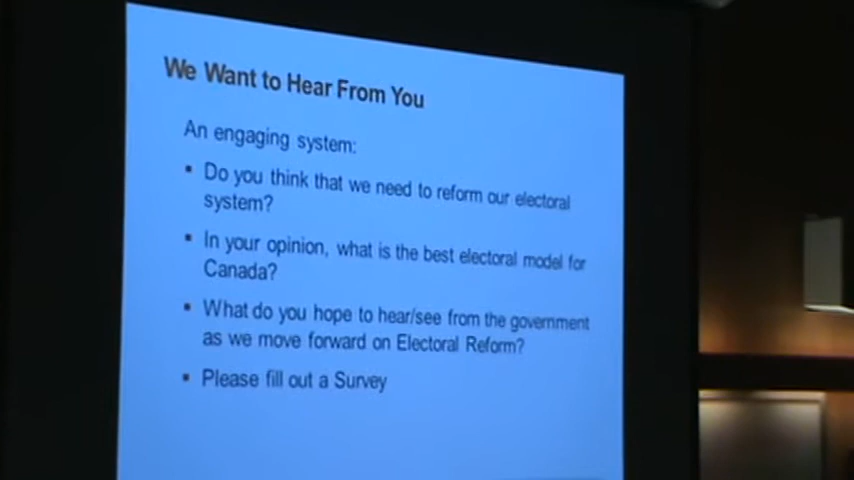 We Want to Hear From You
An engaging system:
▪ Do you think that we need to reform our electoral
system?
▪ In your opinion, what is the best electoral model for
Canada?
▪ What do you hope to hear/see from the government
as we move forward on Electoral Reform?
▪ Please fill out a Survey